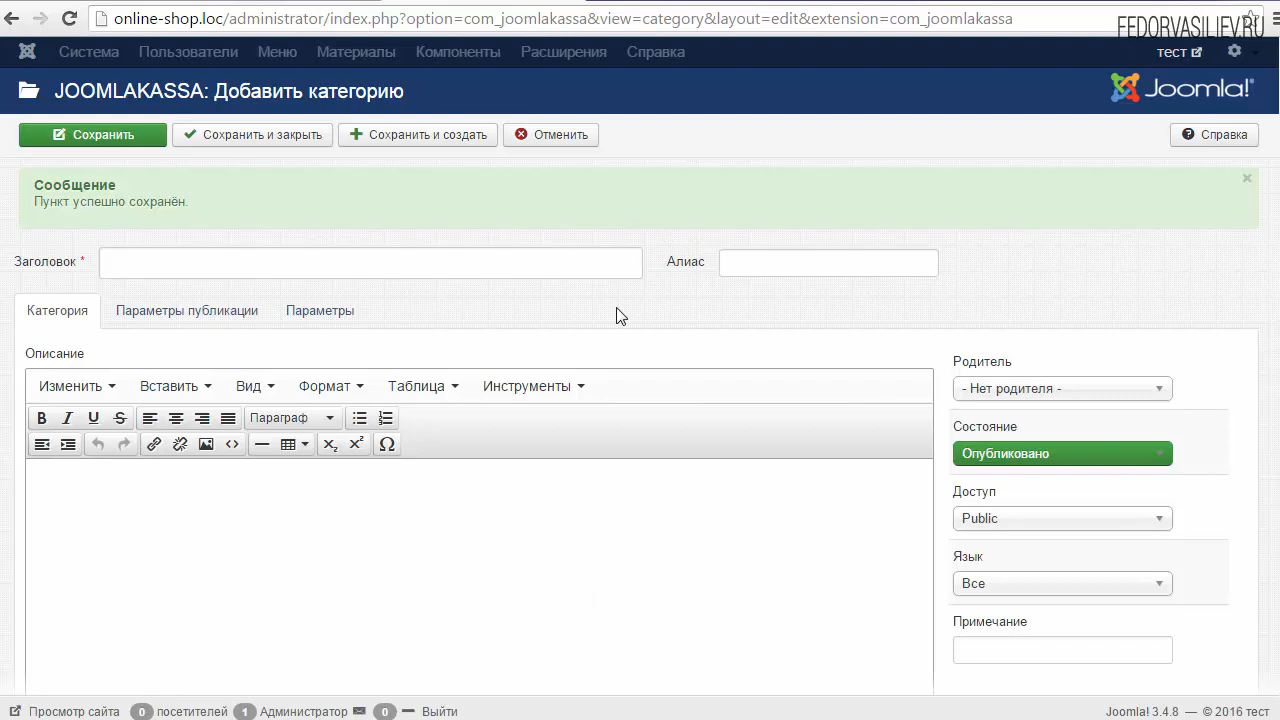 online-shop.loc/administrator/index.php?option=com_joomlakassa&view=category&layout=edit&extension=com_joomlakassa
FEDORVASILIEV.RU
Система Пользователи Меню Материалы Компоненты Расширения Справка тест
JOOMLAKASSA: Добавить категорию Joomla!
Сохранить Сохранить и закрыть Сохранить и создать Отменить Справка
Сообщение
Пункт успешно сохранён.
Заголовок * Алиас
Категория Параметры публикации Параметры
Описание
Изменить Вставить Вид Формат Таблица Инструменты
Параграф
Родитель
- Нет родителя -
Состояние
Опубликовано
Доступ
Public
Язык
Все
Примечание
Просмотр сайта 0 посетителей 1 Администратор 0 Выйти Joomla! 3.4.8 — © 2016 тест